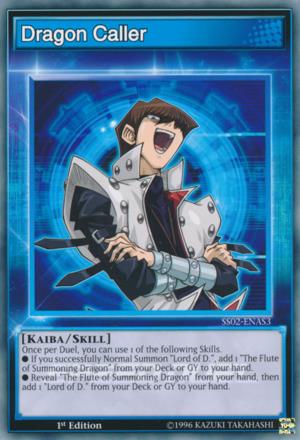 Dragon Caller
SS02-ENAS3
[Kaiba/Skill]
Once per Duel, you can use 1 of the following Skills.
● If you successfully Normal Summon "Lord of D.", add 1 "The Flute
of Summoning Dragon" from your Deck or GY to your hand.
● Reveal "The Flute of Summoning Dragon" from your hand, then
add 1 "Lord of D." from your Deck or GY to your hand.
1st Edition
©1996 KAZUKI TAKAHASHI